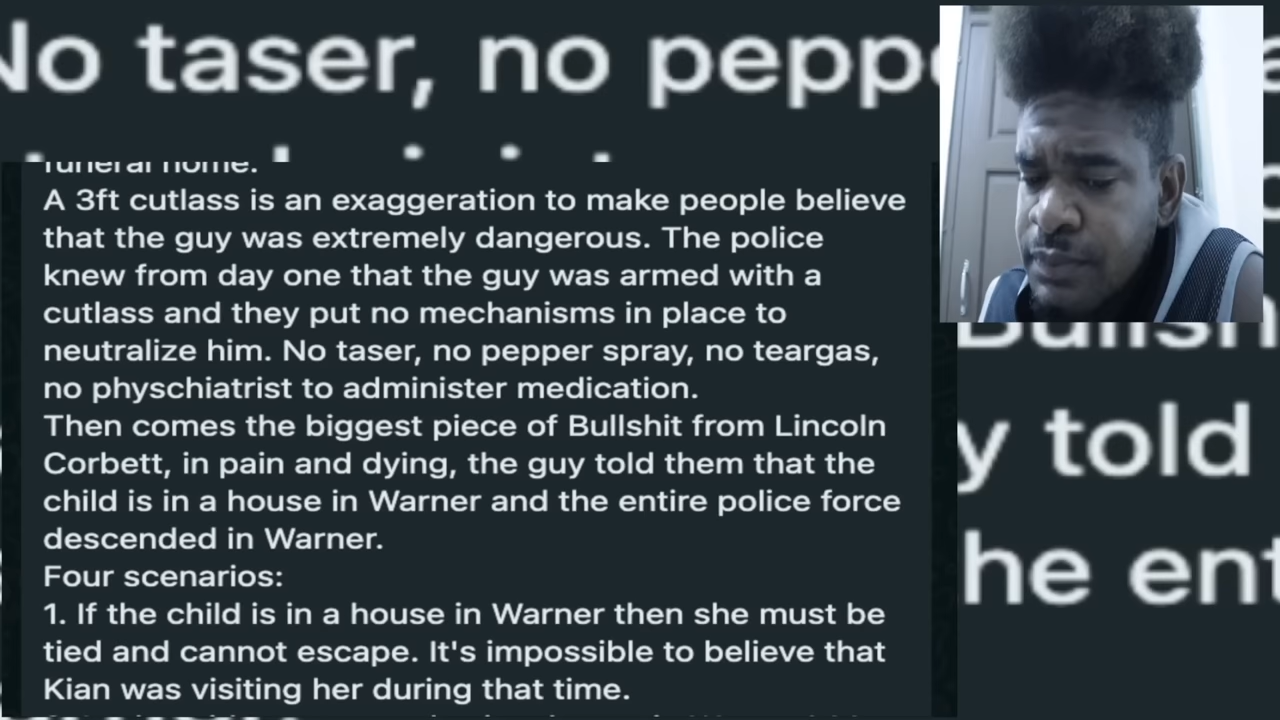 No taser, no peppe
funeral home.
A 3ft cutlass is an exaggeration to make people believe
that the guy was extremely dangerous. The police
knew from day one that the guy was armed with a
cutlass and they put no mechanisms in place to
neutralize him. No taser, no pepper spray, no teargas,
no physchiatrist to administer medication.
Then comes the biggest piece of Bullshit from Lincoln
Corbett, in pain and dying, the guy told them that the
child is in a house in Warner and the entire police force
descended in Warner.
Four scenarios:
1. If the child is in a house in Warner then she must be
tied and cannot escape. It's impossible to believe that
Kian was visiting her during that time.
Bullsh
y told
he ent